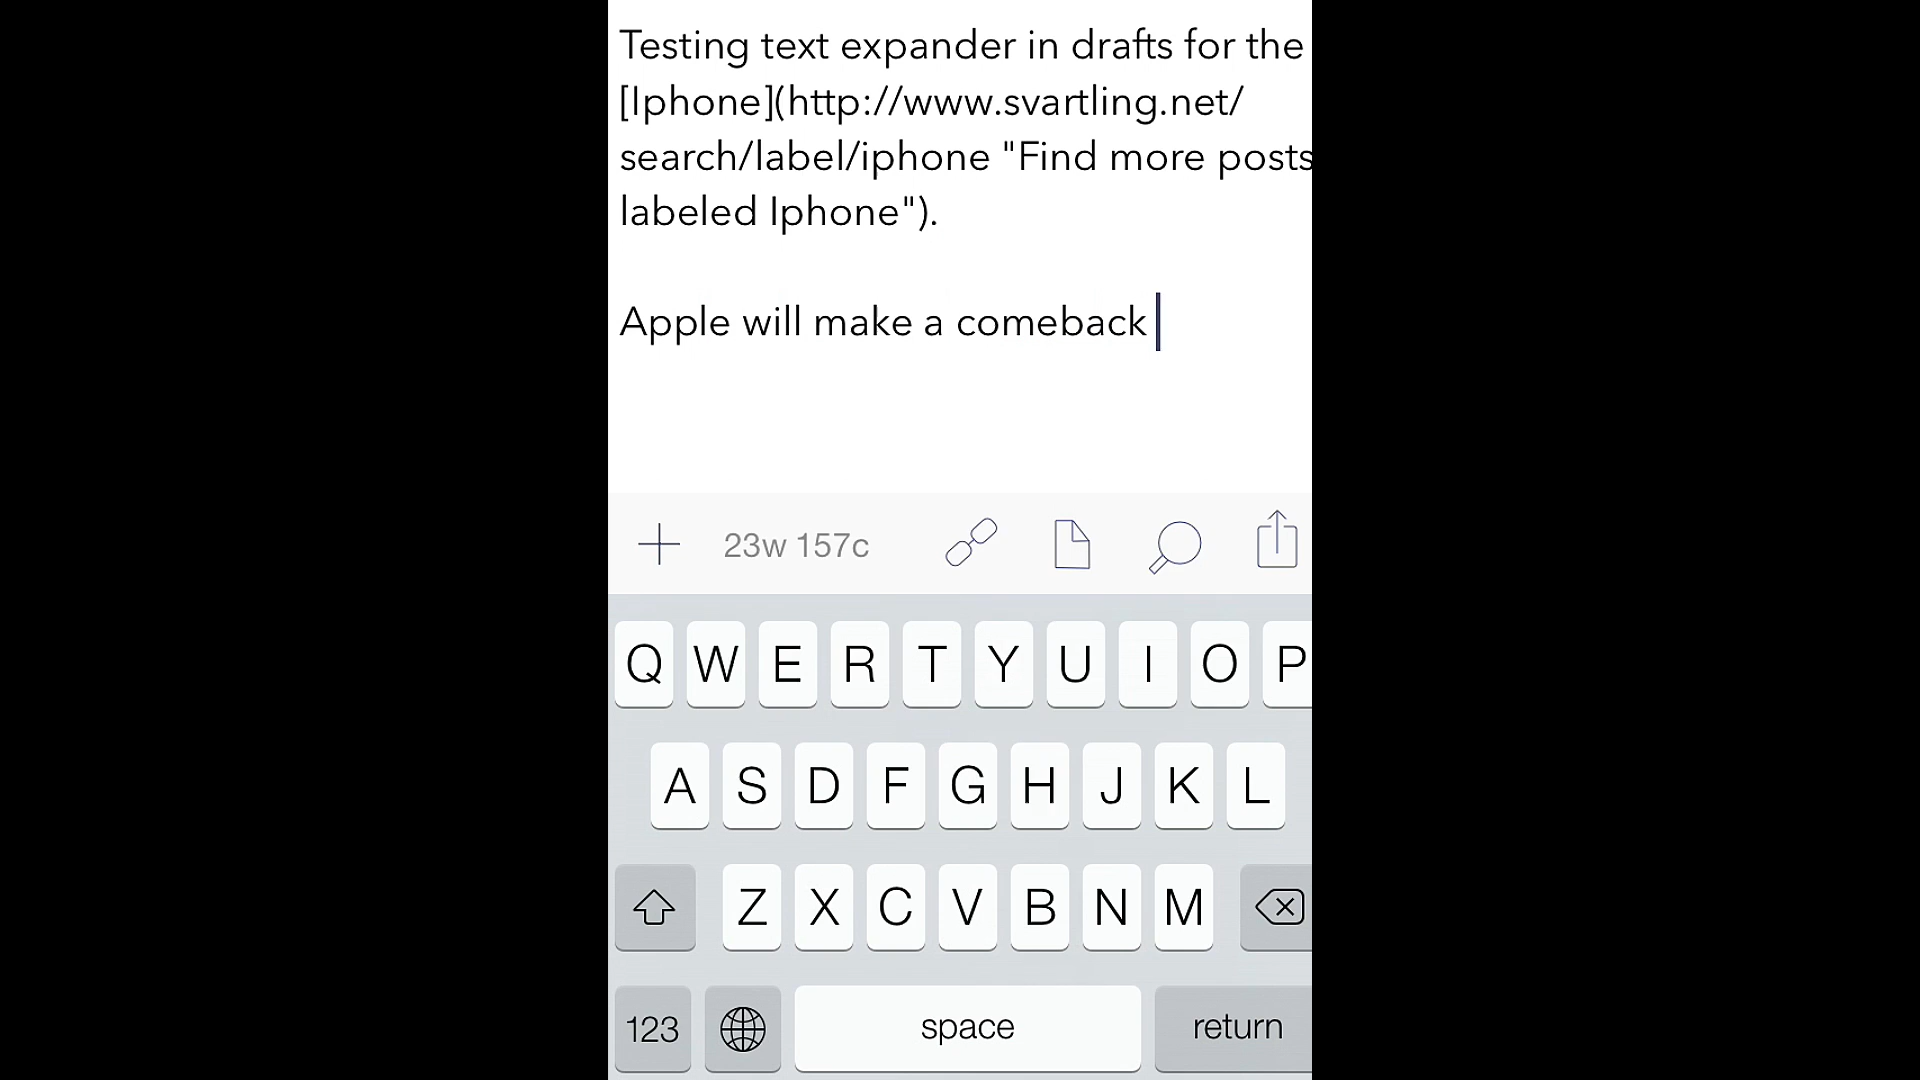 Testing text expander in drafts for the
[Iphone](http://www.svartling.net/
search/label/iphone "Find more posts
labeled Iphone").
Apple will make a comeback
23w 157c
Q W E R T Y U I O P
A S D F G H J K L
Z X C V B N M
123 space return